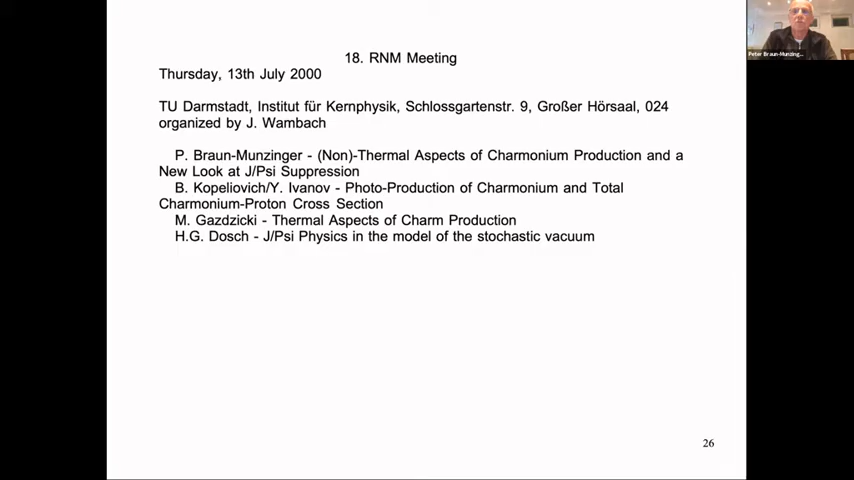 18. RNM Meeting
Thursday, 13th July 2000
TU Darmstadt, Institut für Kernphysik, Schlossgartenstr. 9, Großer Hörsaal, 024
organized by J. Wambach
P. Braun-Munzinger - (Non)-Thermal Aspects of Charmonium Production and a
New Look at J/Psi Suppression
B. Kopeliovich/Y. Ivanov - Photo-Production of Charmonium and Total
Charmonium-Proton Cross Section
M. Gazdzicki - Thermal Aspects of Charm Production
H.G. Dosch - J/Psi Physics in the model of the stochastic vacuum
26
Peter Braun-Munzing...